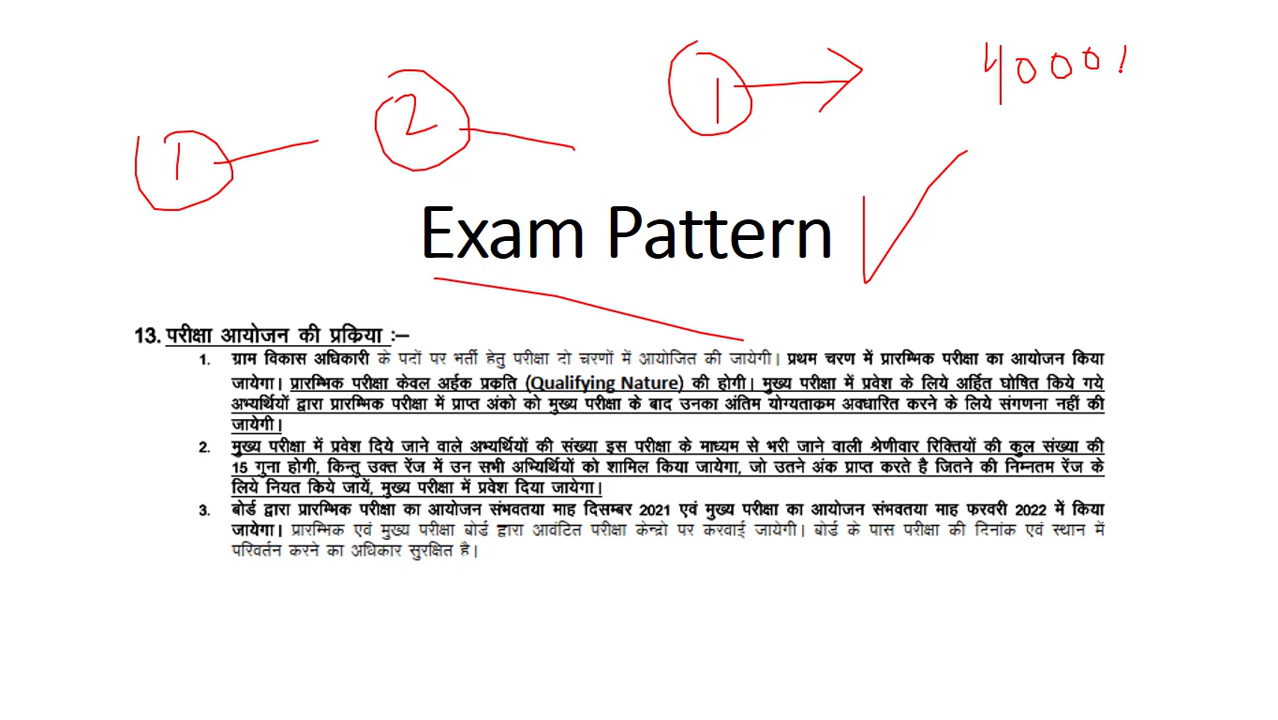 1
2
1
4000!
Exam Pattern
13. परीक्षा आयोजन की प्रक्रिया :–
1. ग्राम विकास अधिकारी के पदों पर भर्ती हेतु परीक्षा दो चरणों में आयोजित की जायेगी। प्रथम चरण में प्रारम्भिक परीक्षा का आयोजन किया
जायेगा। प्रारम्भिक परीक्षा केवल अर्हक प्रकृति (Qualifying Nature) की होगी। मुख्य परीक्षा में प्रवेश के लिये अर्हित घोषित किये गये
अभ्यर्थियों द्वारा प्रारम्भिक परीक्षा में प्राप्त अंको को मुख्य परीक्षा के बाद उनका अंतिम योग्यताक्रम अवधारित करने के लिये संगणना नहीं की
जायेगी।
2. मुख्य परीक्षा में प्रवेश दिये जाने वाले अभ्यर्थियों की संख्या इस परीक्षा के माध्यम से भरी जाने वाली श्रेणीवार रिक्तियों की कुल संख्या की
15 गुना होगी, किन्तु उक्त रेंज में उन सभी अभ्यिर्थियों को शामिल किया जायेगा, जो उतने अंक प्राप्त करते है जितने की निम्नतम रेंज के
लिये नियत किये जायें, मुख्य परीक्षा में प्रवेश दिया जायेगा।
3. बोर्ड द्वारा प्रारम्भिक परीक्षा का आयोजन संभवतया माह दिसम्बर 2021 एवं मुख्य परीक्षा का आयोजन संभवतया माह फरवरी 2022 में किया
जायेगा। प्रारम्भिक एवं मुख्य परीक्षा बोर्ड द्वारा आवंटित परीक्षा केन्द्रो पर करवाई जायेगी। बोर्ड के पास परीक्षा की दिनांक एवं स्थान में
परिवर्तन करने का अधिकार सुरक्षित है।